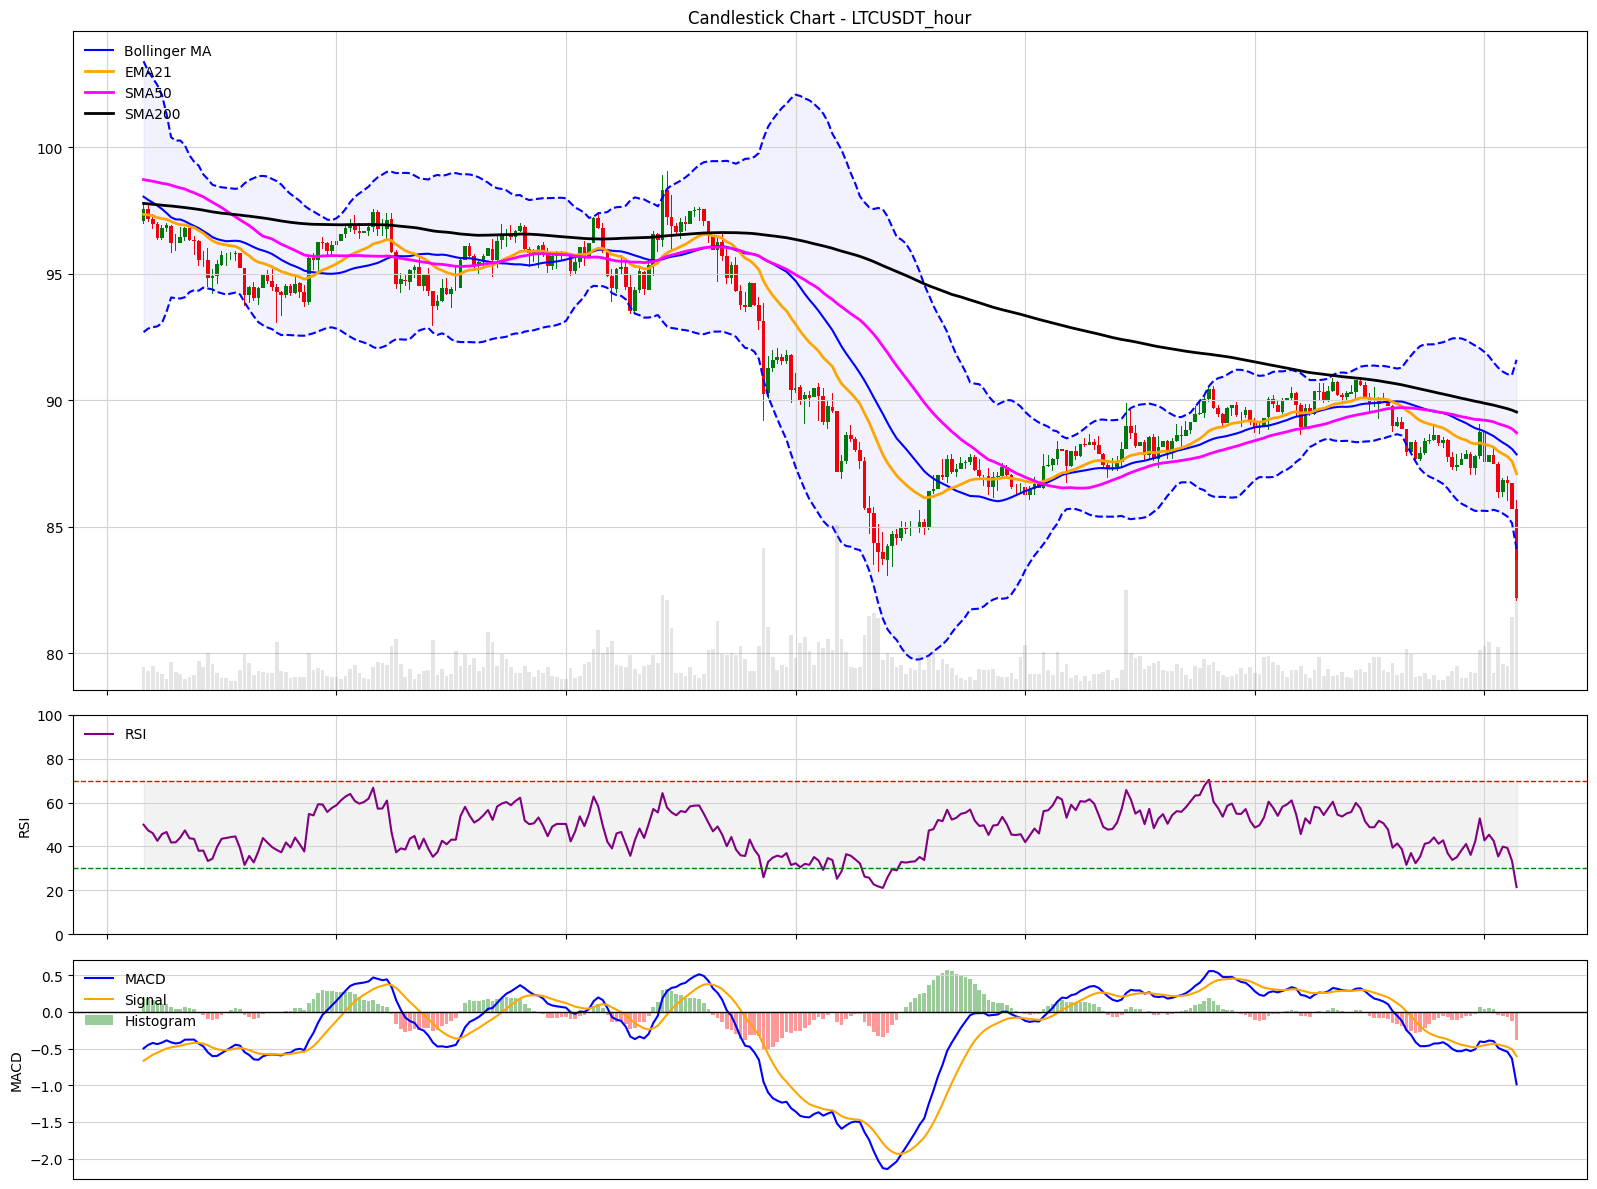 Candlestick Chart - LTCUSDT_hour
Bollinger MA
EMA21
SMA50
SMA200
100
95
90
85
80
100
80
60
40
20
0
RSI
RSI
0.5
0.0
−0.5
−1.0
−1.5
−2.0
MACD
MACD
Signal
Histogram